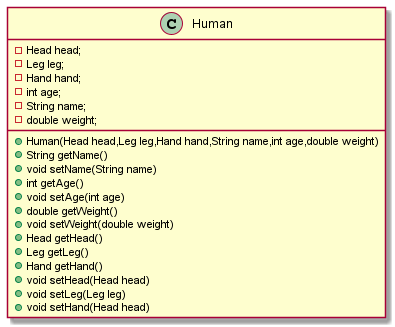 C Human
Head head;
Leg leg;
Hand hand;
int age;
String name;
double weight;
Human(Head head,Leg leg,Hand hand,String name,int age,double weight)
String getName()
void setName(String name)
int getAge()
void setAge(int age)
double getWeight()
void setWeight(double weight)
Head getHead()
Leg getLeg()
Hand getHand()
void setHead(Head head)
void setLeg(Leg leg)
void setHand(Head head)